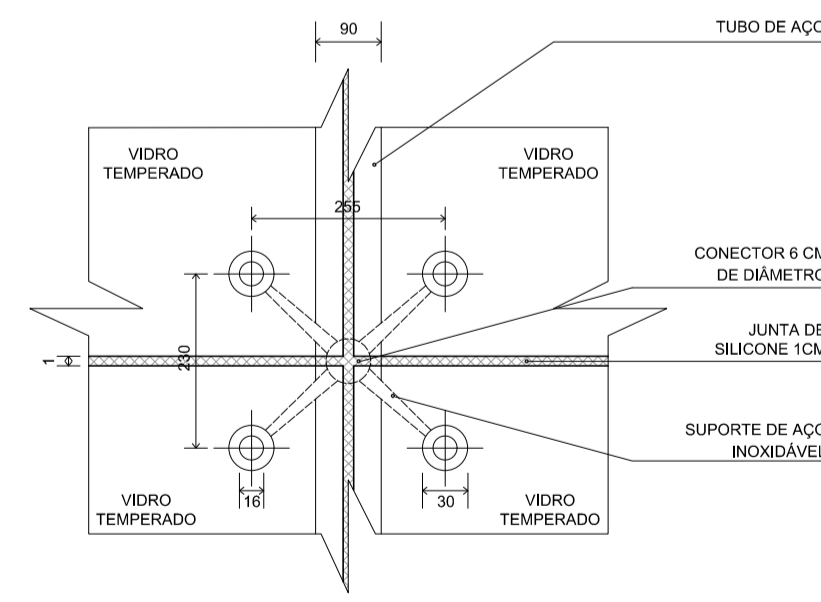 90
TUBO DE AÇO
VIDRO
TEMPERADO
VIDRO
TEMPERADO
255
CONECTOR 6 CM
DE DIÂMETRO
1
230
JUNTA DE
SILICONE 1CM
SUPORTE DE AÇO
INOXIDÁVEL
16
30
VIDRO
TEMPERADO
VIDRO
TEMPERADO